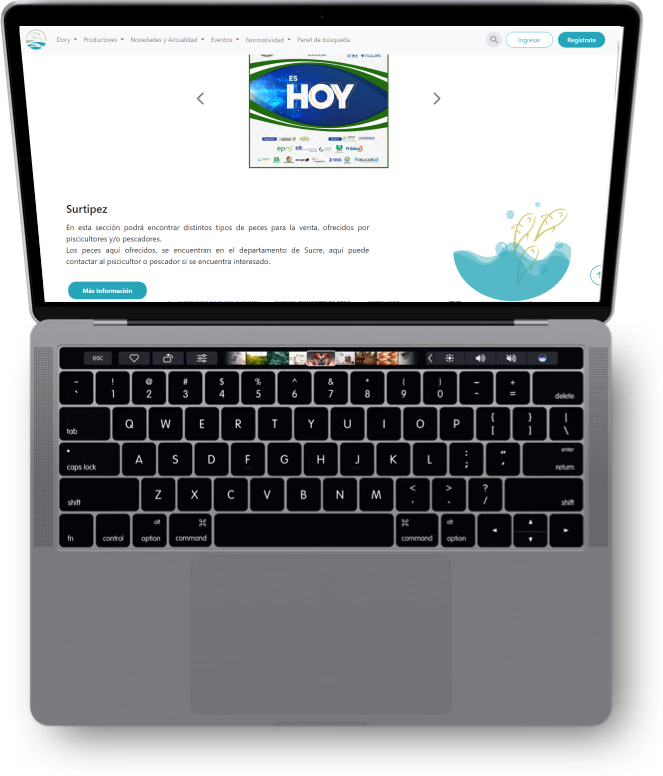 Dory Productores Novedades y Actualidad Eventos Normatividad Panel de búsqueda Ingresar Regístrate
ES
HOY
epm
Surtipez
En esta sección podrá encontrar distintos tipos de peces para la venta, ofrecidos por
piscicultores y/o pescadores.
Los peces aquí ofrecidos, se encuentran en el departamento de Sucre, aquí puede
contactar al piscicultor o pescador si se encuentra interesado.
Más Información
esc
~ ! @ # $ % ^ & * ( ) – +
` 1 2 3 4 5 6 7 8 9 0 - = delete
tab Q W E R T Y U I O P { [ } ] | \
caps lock A S D F G H J K L : ; “ ‘ enter return
shift Z X C V B N M < , > . ? / shift
fn control alt option ⌘ command ⌘ command alt option ◄ ▲ ▼ ►